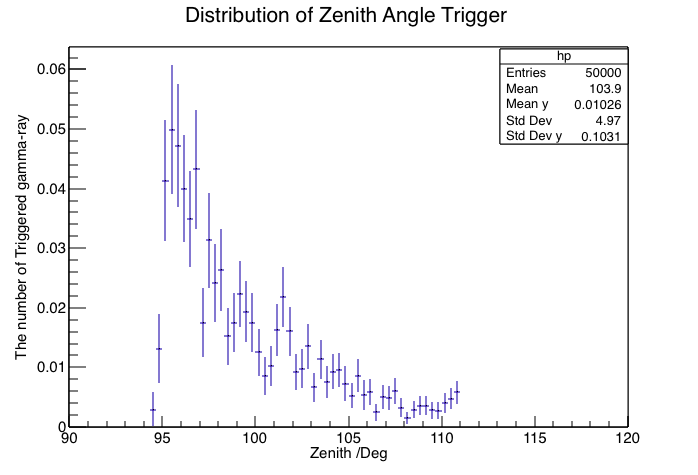 Distribution of Zenith Angle Trigger
hp
Entries 50000
Mean 103.9
Mean y 0.01026
Std Dev 4.97
Std Dev y 0.1031
The number of Triggered gamma-ray
0.06
0.05
0.04
0.03
0.02
0.01
0
90 95 100 105 110 115 120
Zenith /Deg